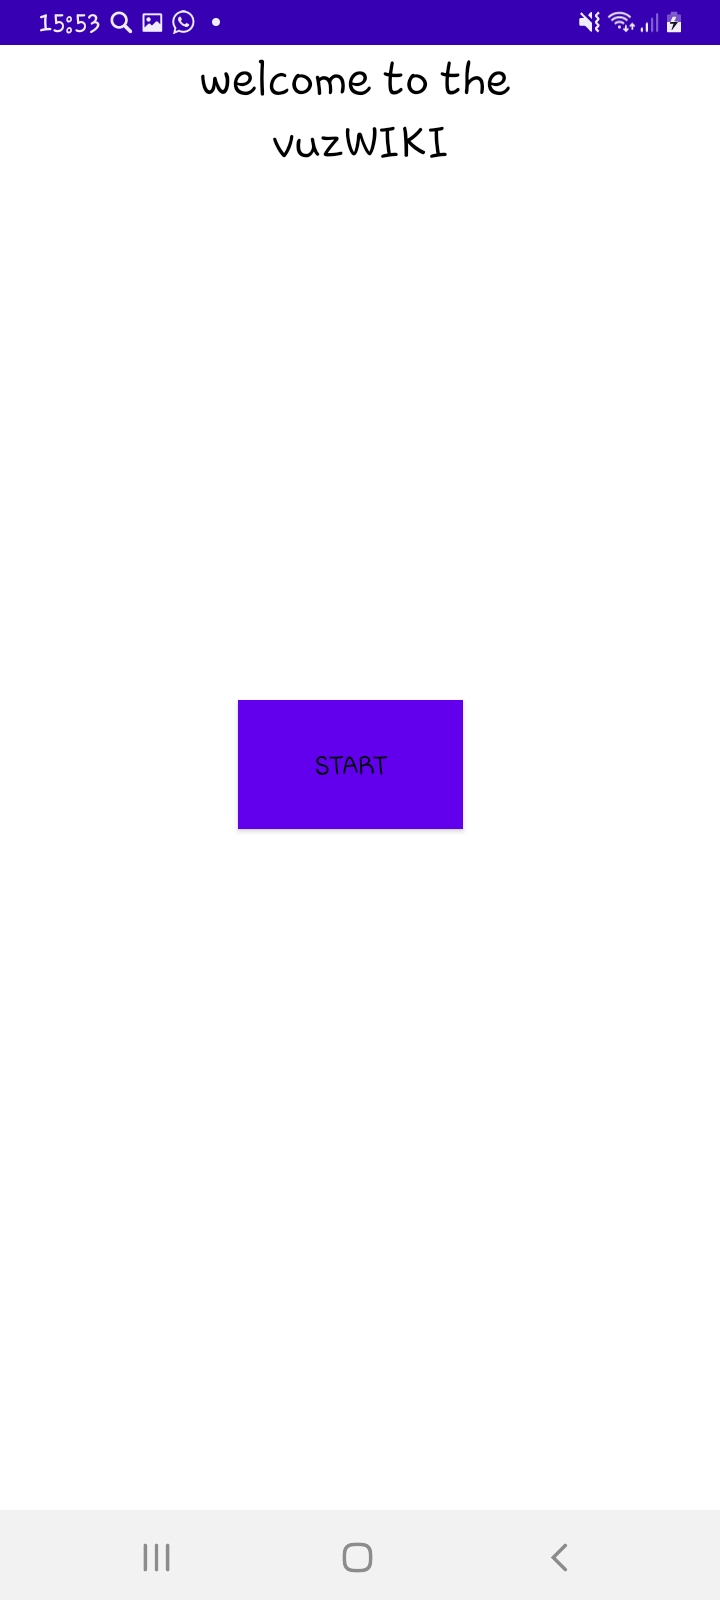 15:53
welcome to the
vuzWIKI
START